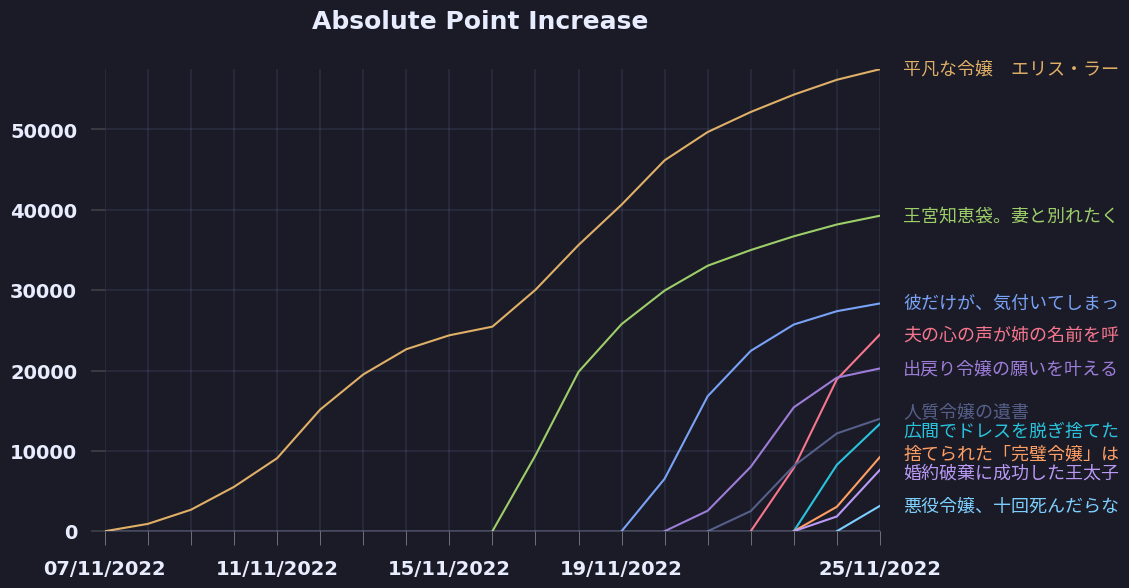 Absolute Point Increase
平凡な令嬢　エリス・ラー
50000
40000
王宮知恵袋。妻と別れたく
30000
彼だけが、気付いてしまっ
夫の心の声が姉の名前を呼
20000
出戻り令嬢の願いを叶える
人質令嬢の遺書
広間でドレスを脱ぎ捨てた
10000
捨てられた「完璧令嬢」は
婚約破棄に成功した王太子
悪役令嬢、十回死んだらな
0
07/11/2022 11/11/2022 15/11/2022 19/11/2022 25/11/2022